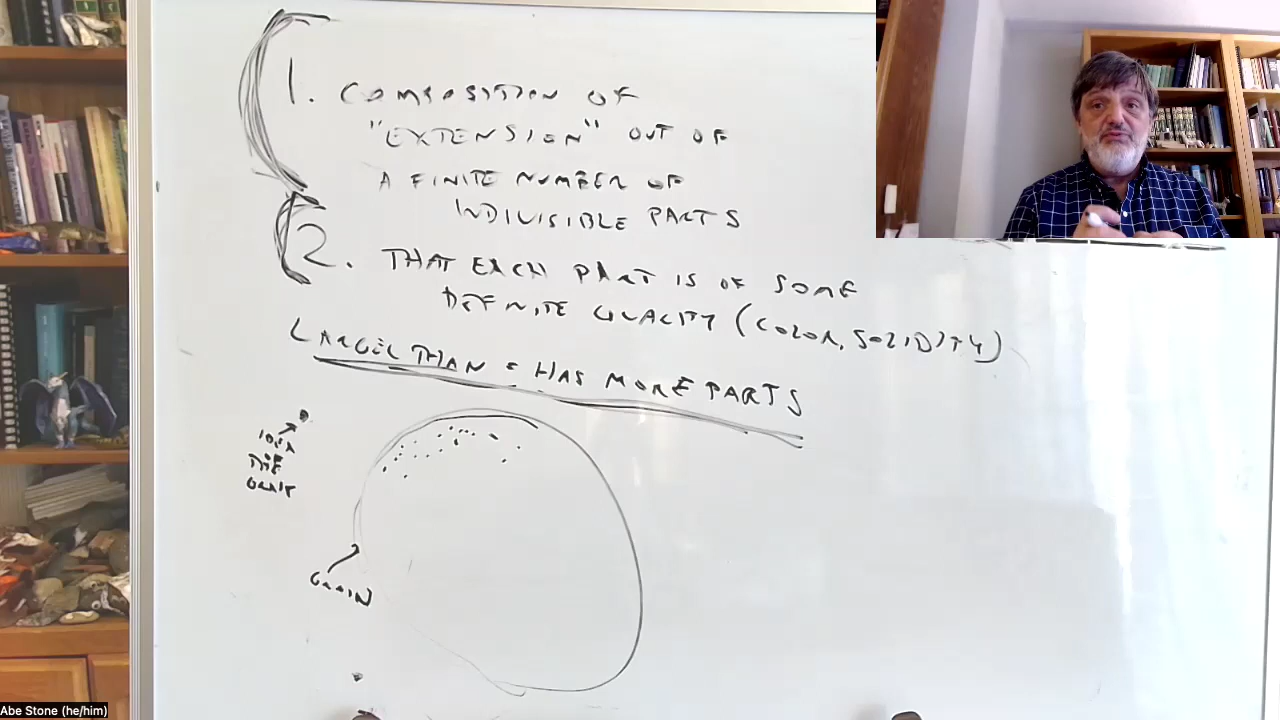 1. COMPOSITION OF
"EXTENSION" OUT OF
A FINITE NUMBER OF
INDIVISIBLE PARTS
2. THAT EACH PART IS OF SOME
DEFINITE QUALITY (COLOR, SOLIDITY)
LARGER THAN = HAS MORE PARTS
IDEA
OF
THE
GRAIN
Abe Stone (he/him)